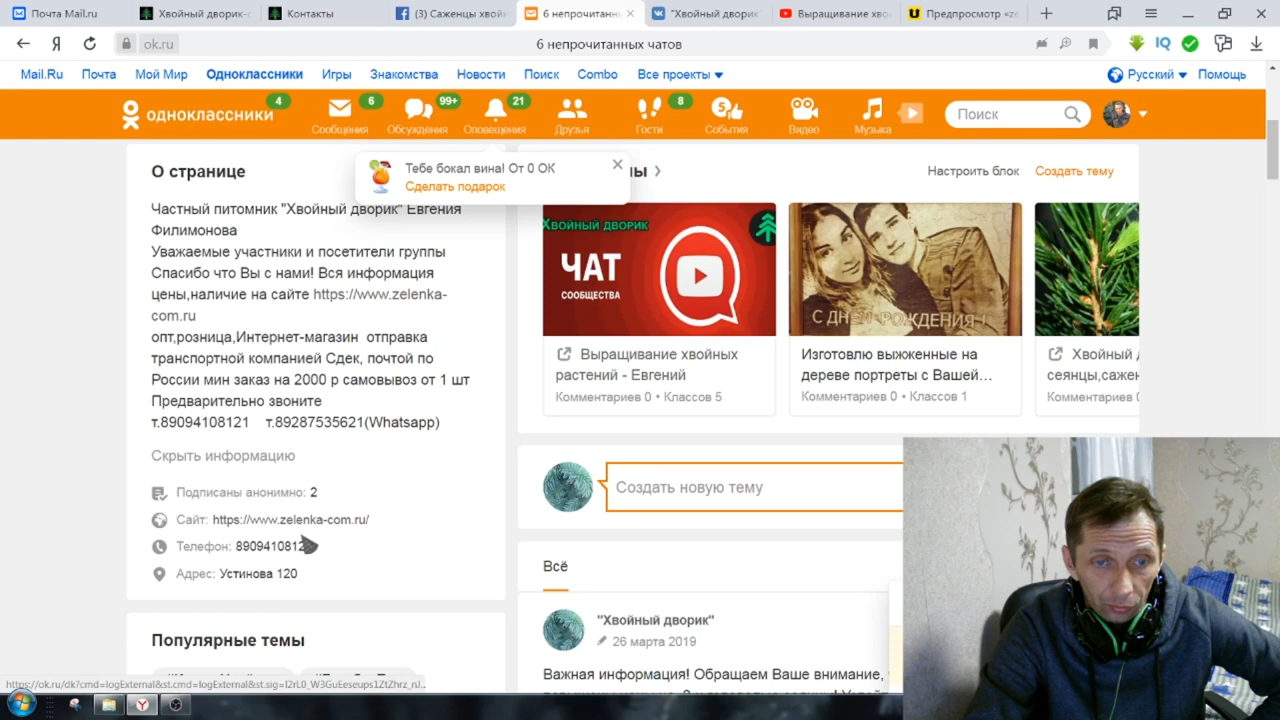 Почта Mail.ru
Хвойный дворик-с
Контакты
(3) Саженцы хвой
6 непрочитанн
"Хвойный дворик
Выращивание хво
Предпросмотр «ze
ok.ru
6 непрочитанных чатов
Mail.Ru Почта Мой Мир Одноклассники Игры Знакомства Новости Поиск Combo Все проекты
Русский Помощь
одноклассники
4
6
Сообщения
99+
Обсуждения
21
Оповещения
Друзья
8
Гости
5
События
Видео
Музыка
Поиск
Тебе бокал вина! От 0 ОК
Сделать подарок
О странице
Частный питомник "Хвойный дворик" Евгения
Филимонова
Уважаемые участники и посетители группы
Спасибо что Вы с нами! Вся информация
цены,наличие на сайте https://www.zelenka-
com.ru
опт,розница,Интернет-магазин отправка
транспортной компанией Сдек, почтой по
России мин заказ на 2000 р самовывоз от 1 шт
Предварительно звоните
т.89094108121 т.89287535621(Whatsapp)
Скрыть информацию
Подписаны анонимно: 2
Сайт: https://www.zelenka-com.ru/
Телефон: 8909410812
Адрес: Устинова 120
Популярные темы
ы
Настроить блок
Создать тему
Хвойный дворик
ЧАТ
СООБЩЕСТВА
Выращивание хвойных
растений - Евгений
Комментариев 0 • Классов 5
С ДНЁМ РОЖДЕНИЯ !
Изготовлю выжженные на
дереве портреты с Вашей...
Комментариев 0 • Классов 1
Хвойный д
сеянцы,саже
Комментариев
Создать новую тему
Всё
"Хвойный дворик"
26 марта 2019
Важная информация! Обращаем Ваше внимание,